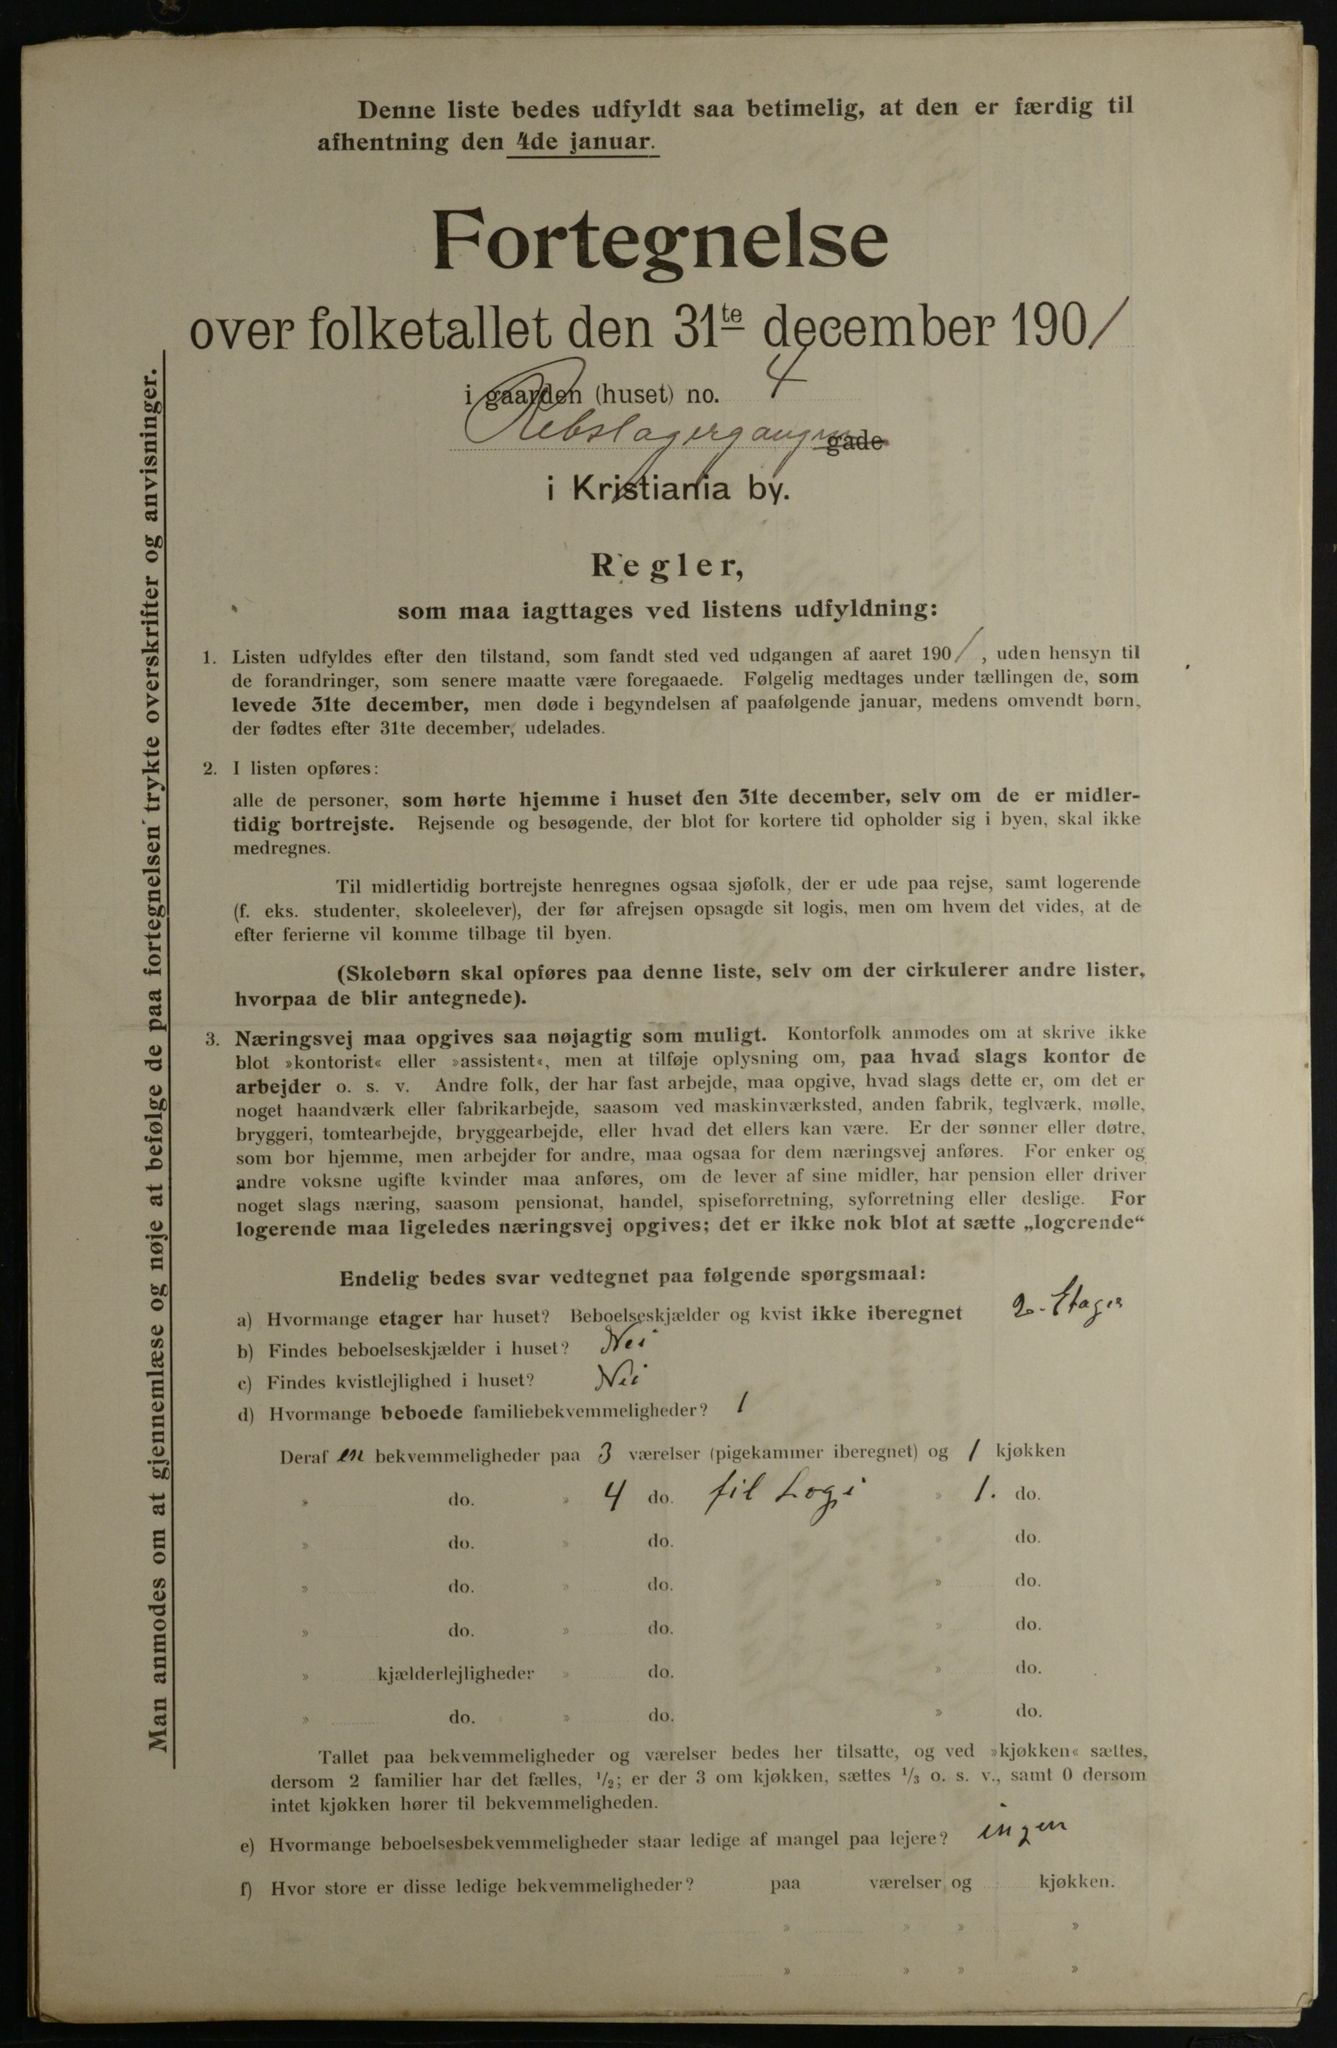 Denne liste bedes udfyldt saa betimelig, at den er færdig til
afhentning den 4de januar.
Fortegnelse
over folketallet den 31te december 1901
i gaarden (huset) no. 4
Rebslagergangen gade
i Kristiania by.
Regler,
som maa iagttages ved listens udfyldning:
1. Listen udfyldes efter den tilstand, som fandt sted ved udgangen af aaret 1901, uden hensyn til
de forandringer, som senere maatte være foregaaede. Følgelig medtages under tællingen de, som
levede 31te december, men døde i begyndelsen af paafølgende januar, medens omvendt børn,
der fødtes efter 31te december, udelades.
2. I listen opføres:
alle de personer, som hørte hjemme i huset den 31te december, selv om de er midler-
tidig bortrejste. Rejsende og besøgende, der blot for kortere tid opholder sig i byen, skal ikke
medregnes.
Til midlertidig bortrejste henregnes ogsaa sjøfolk, der er ude paa rejse, samt logerende
(f. eks. studenter, skoleelever), der før afrejsen opsagde sit logis, men om hvem det vides, at de
efter ferierne vil komme tilbage til byen.
(Skolebørn skal opføres paa denne liste, selv om der cirkulerer andre lister,
hvorpaa de blir antegnede).
3. Næringsvej maa opgives saa nøjagtig som muligt. Kontorfolk anmodes om at skrive ikke
blot »kontorist« eller »assistent«, men at tilføje oplysning om, paa hvad slags kontor de
arbejder o. s. v. Andre folk, der har fast arbejde, maa opgive, hvad slags dette er, om det er
noget haandværk eller fabrikarbejde, saasom ved maskinværksted, anden fabrik, teglværk, mølle,
bryggeri, tomtearbejde, bryggearbejde, eller hvad det ellers kan være. Er der sønner eller døtre,
som bor hjemme, men arbejder for andre, maa ogsaa for dem næringsvej anføres. For enker og
andre voksne ugifte kvinder maa anføres, om de lever af sine midler, har pension eller driver
noget slags næring, saasom pensionat, handel, spiseforretning, syforretning eller deslige. For
logerende maa ligeledes næringsvej opgives; det er ikke nok blot at sætte „logerende“
Endelig bedes svar vedtegnet paa følgende spørgsmaal:
a) Hvormange etager har huset? Beboelseskjælder og kvist ikke iberegnet 2 Etager
b) Findes beboelseskjælder i huset? Nei
c) Findes kvistlejlighed i huset? Nei
d) Hvormange beboede familiebekvemmeligheder? 1
Deraf en bekvemmeligheder paa 3 værelser (pigekammer iberegnet) og 1 kjøkken
» do. » 4 do. til Logi » 1. do.
» do. » do. » do.
» do. » do. » do.
» do. » do. » do.
» kjælderlejligheder » do. » do.
» do. » do. » do.
Tallet paa bekvemmeligheder og værelser bedes her tilsatte, og ved »kjøkken« sættes,
dersom 2 familier har det fælles, 1/2; er der 3 om kjøkken, sættes 1/3 o. s. v., samt 0 dersom
intet kjøkken hører til bekvemmeligheden.
e) Hvormange beboelsesbekvemmeligheder staar ledige af mangel paa lejere? ingen
f) Hvor store er disse ledige bekvemmeligheder? paa værelser og kjøkken.
» » » »
» » » »
Man anmodes om at gjennemlæse og nøje at befølge de paa fortegnelsen trykte overskrifter og anvisninger.